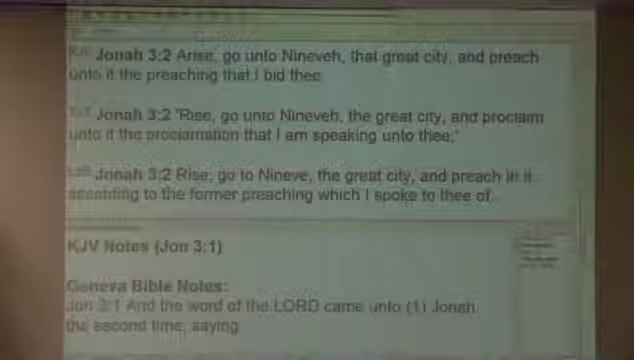 Jonah 3:2 Arise, go unto Nineveh, that great city, and preach
unto it the preaching that I bid thee
Jonah 3:2 "Rise, go unto Nineveh, the great city, and proclaim
unto it the proclamation that I am speaking unto thee;"
Jonah 3:2 Rise, go to Nineve, the great city, and preach in it
according to the former preaching which I spoke to thee of.
KJV Notes (Jon 3:1)
Geneva Bible Notes:
Jon 3:1 And the word of the LORD came unto (1) Jonah
the second time, saying